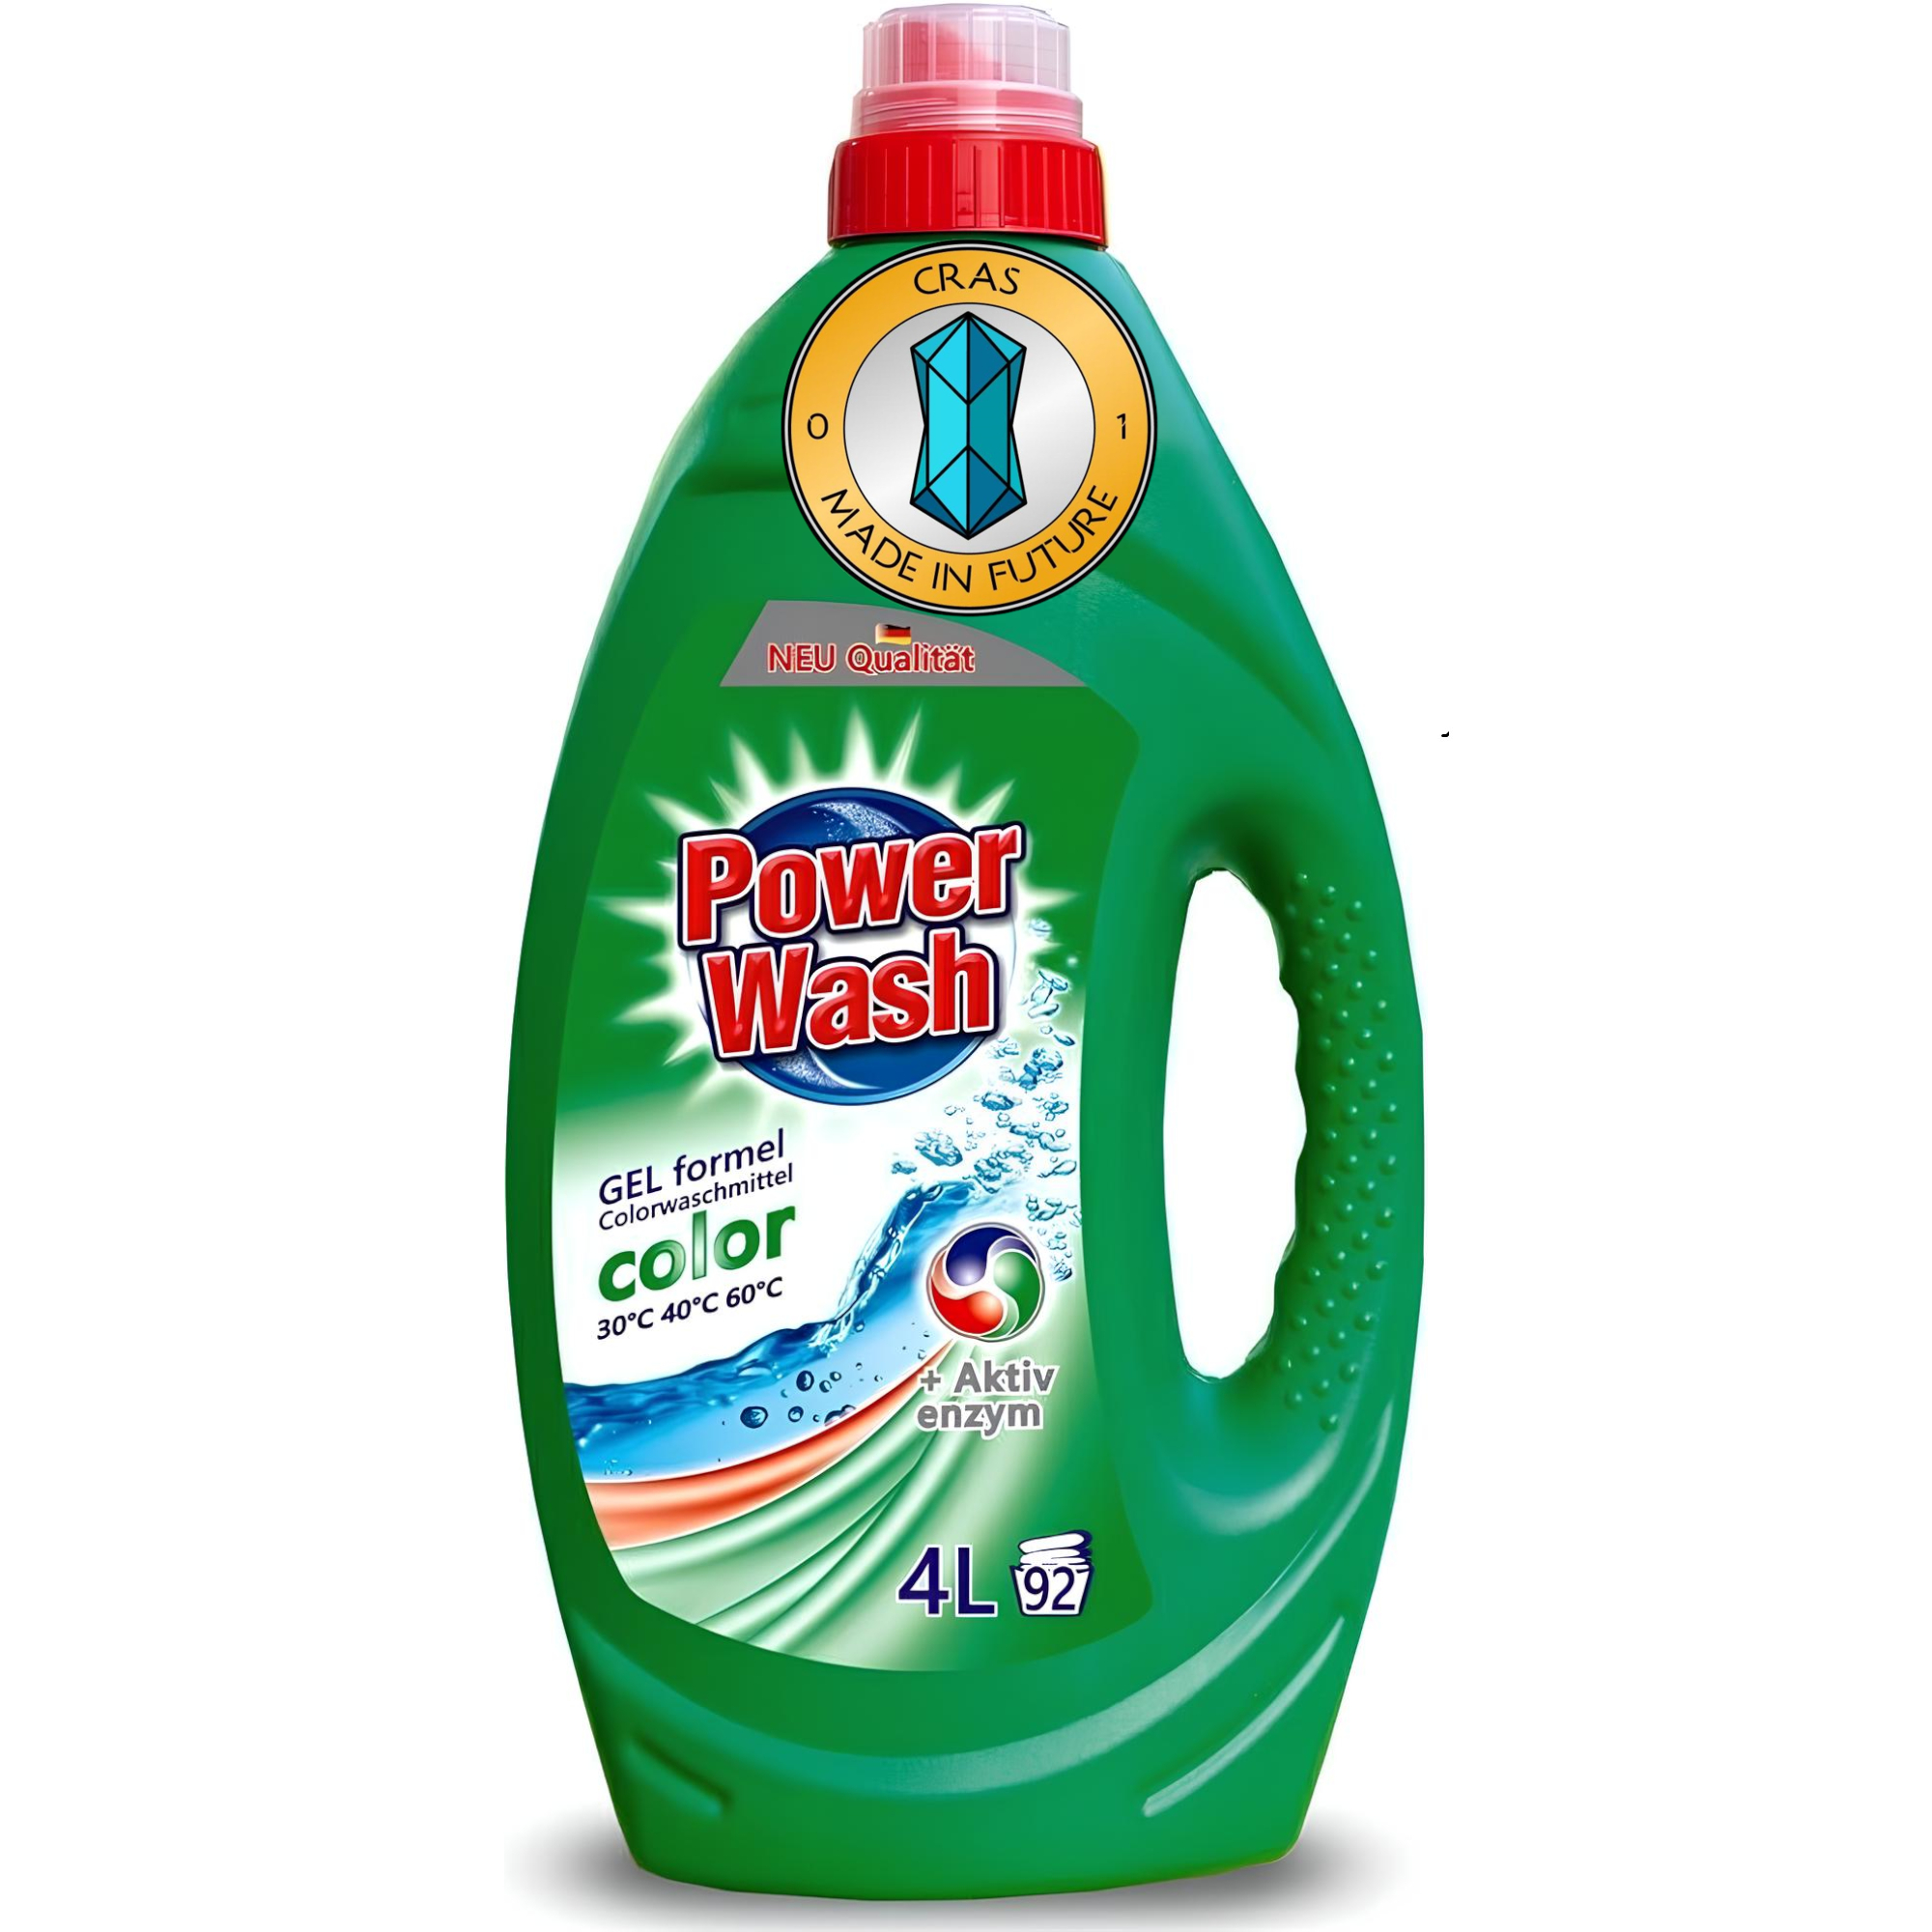 CRAS
0 1
MADE IN FUTURE
NEU Qualität
Power
Wash
GEL formel
Colorwaschmittel
color
30°C 40°C 60°C
+ Aktiv
enzym
4L 92